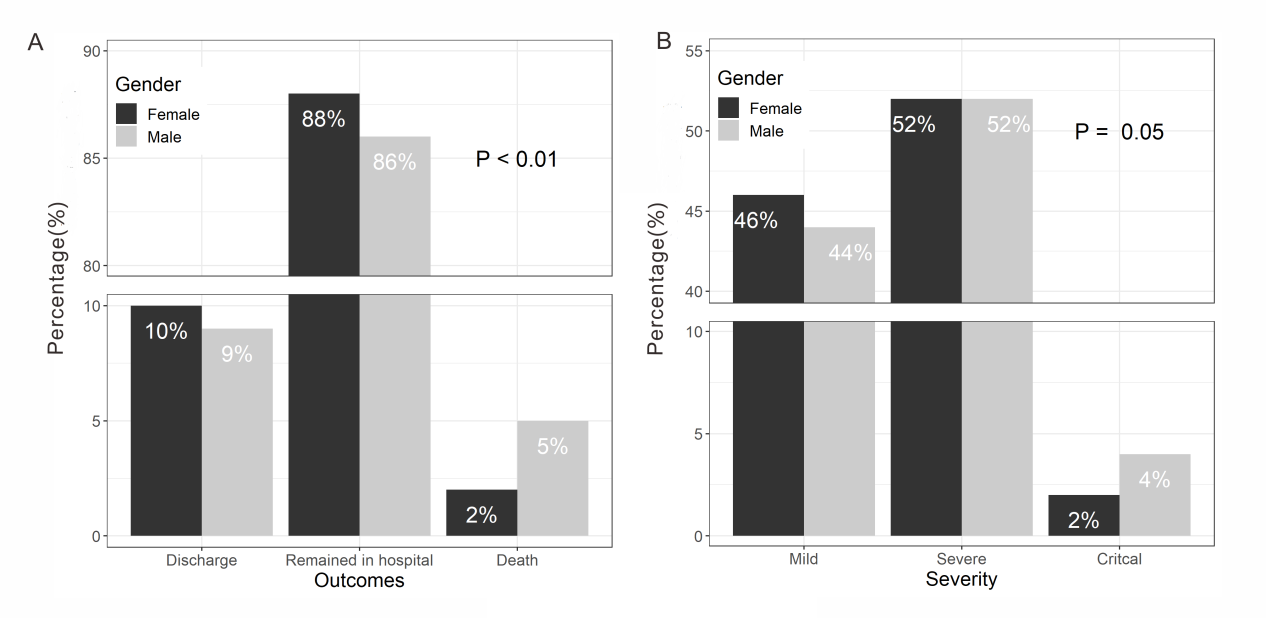 A
Percentage(%)
90
85
80
10
5
0
Gender
Female
Male
88%
86%
P < 0.01
10%
9%
2%
5%
Discharge
Remained in hospital
Death
Outcomes
B
Percentage(%)
55
50
45
40
10
5
0
Gender
Female
Male
46%
44%
52%
52%
P = 0.05
2%
4%
Mild
Severe
Critcal
Severity